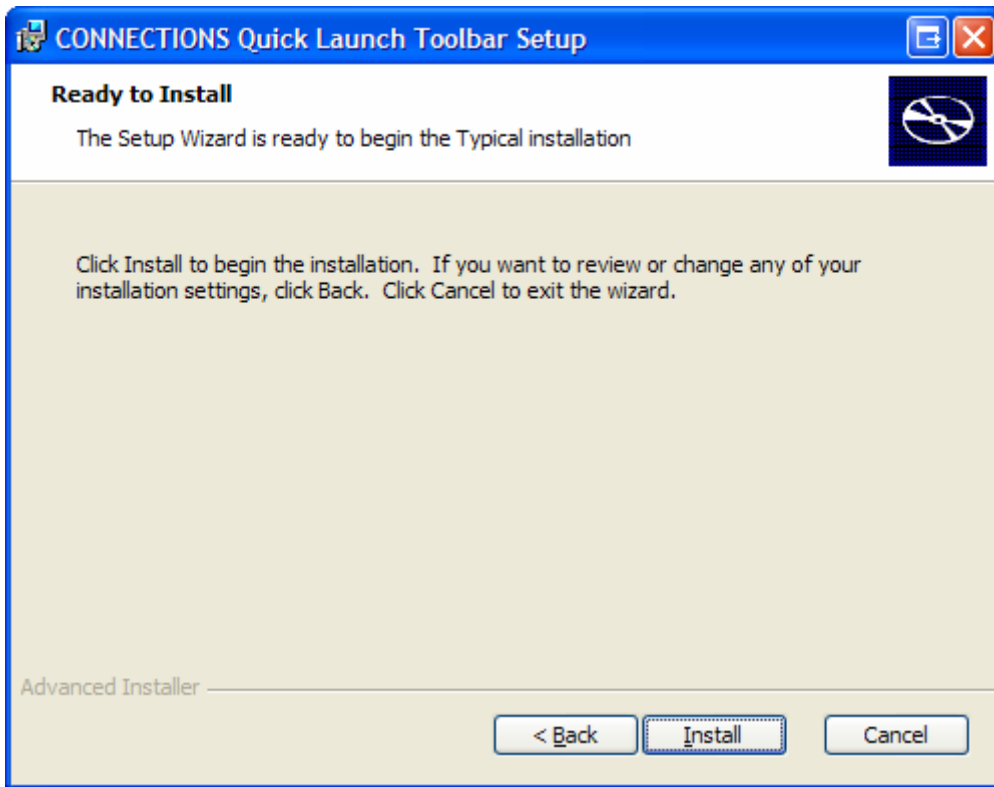 CONNECTIONS Quick Launch Toolbar Setup
Ready to Install
The Setup Wizard is ready to begin the Typical installation
Click Install to begin the installation.  If you want to review or change any of your
installation settings, click Back.  Click Cancel to exit the wizard.
Advanced Installer
< Back
Install
Cancel